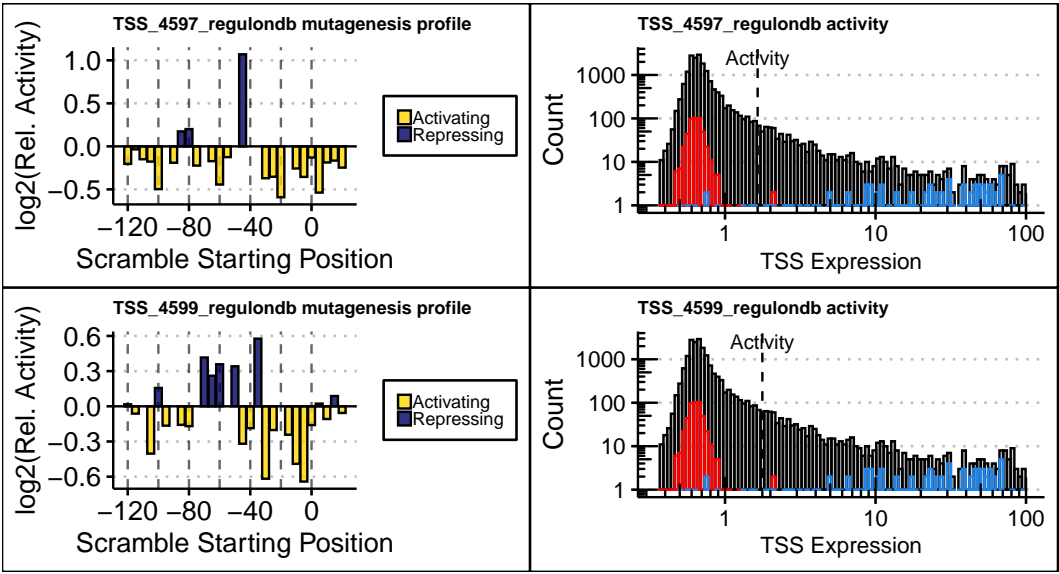 TSS_4597_regulondb mutagenesis profile
log2(Rel. Activity)
1.0
0.5
0.0
−0.5
−120
−80
−40
0
Scramble Starting Position
Activating
Repressing
TSS_4597_regulondb activity
Activity
Count
1000
100
10
1
1
10
100
TSS Expression
TSS_4599_regulondb mutagenesis profile
log2(Rel. Activity)
0.6
0.3
0.0
−0.3
−0.6
−120
−80
−40
0
Scramble Starting Position
Activating
Repressing
TSS_4599_regulondb activity
Activity
Count
1000
100
10
1
1
10
100
TSS Expression